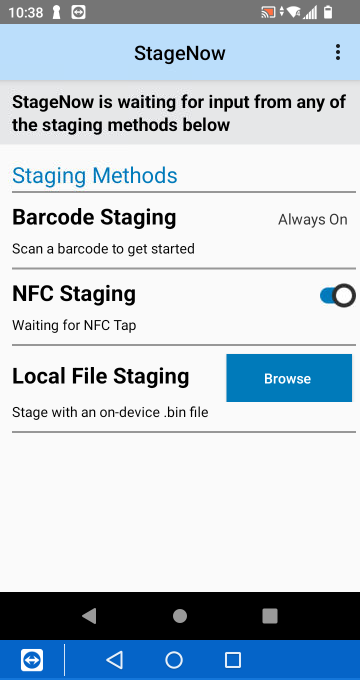 10:38
StageNow
StageNow is waiting for input from any of
the staging methods below
Staging Methods
Barcode Staging
Always On
Scan a barcode to get started
NFC Staging
Waiting for NFC Tap
Local File Staging
Browse
Stage with an on-device .bin file